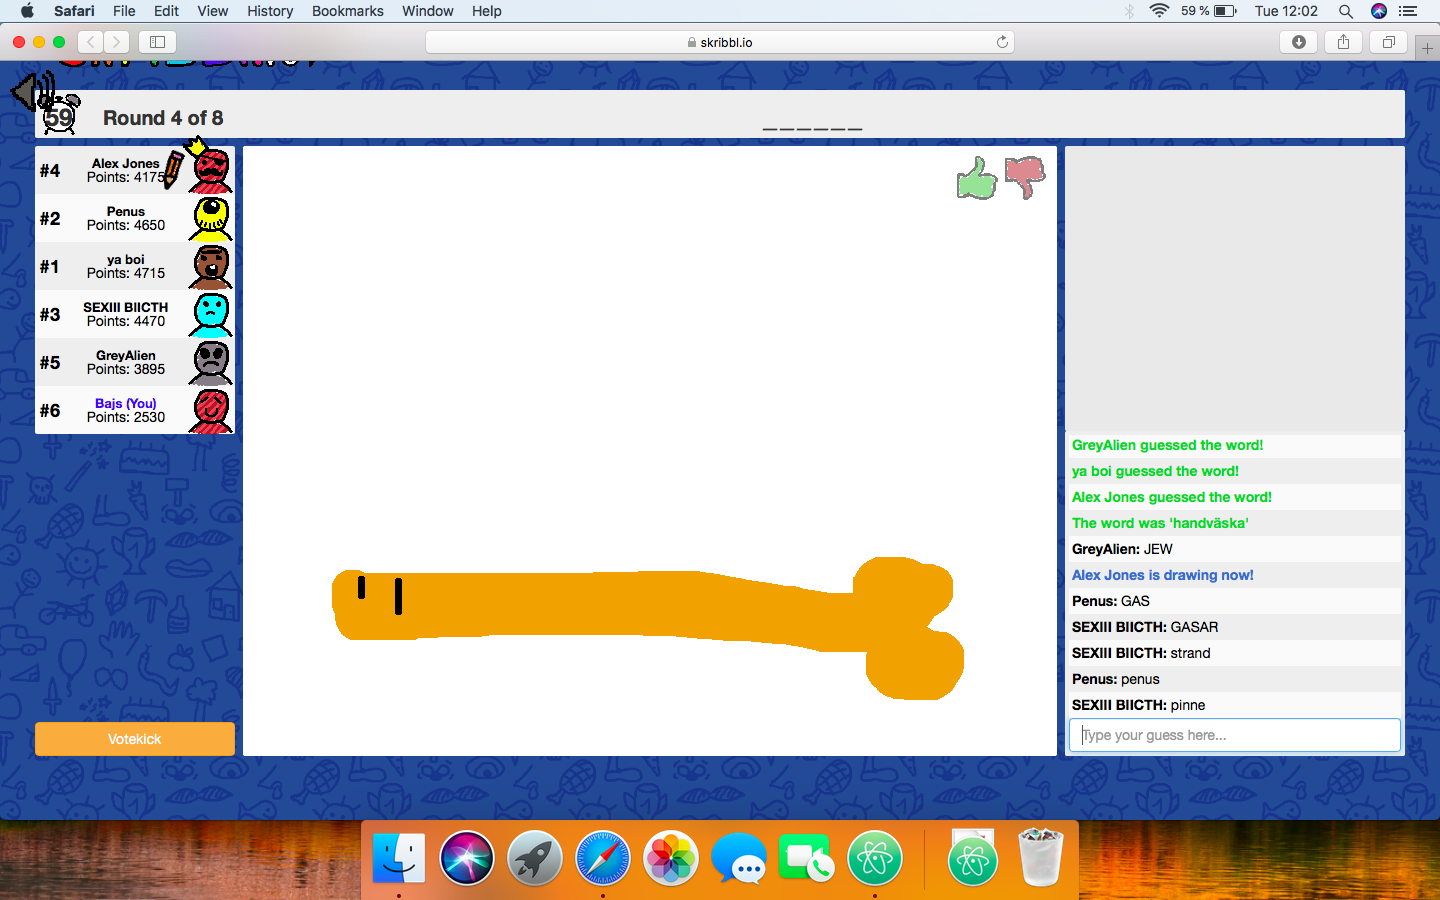 Safari File Edit View History Bookmarks Window Help 59 % Tue 12:02
skribbl.io
59 Round 4 of 8 ______
#4 Alex Jones
Points: 4175
#2 Penus
Points: 4650
#1 ya boi
Points: 4715
#3 SEXIII BIICTH
Points: 4470
#5 GreyAlien
Points: 3895
#6 Bajs (You)
Points: 2530
Votekick
GreyAlien guessed the word!
ya boi guessed the word!
Alex Jones guessed the word!
The word was 'handväska'
GreyAlien: JEW
Alex Jones is drawing now!
Penus: GAS
SEXIII BIICTH: GASAR
SEXIII BIICTH: strand
Penus: penus
SEXIII BIICTH: pinne
Type your guess here...